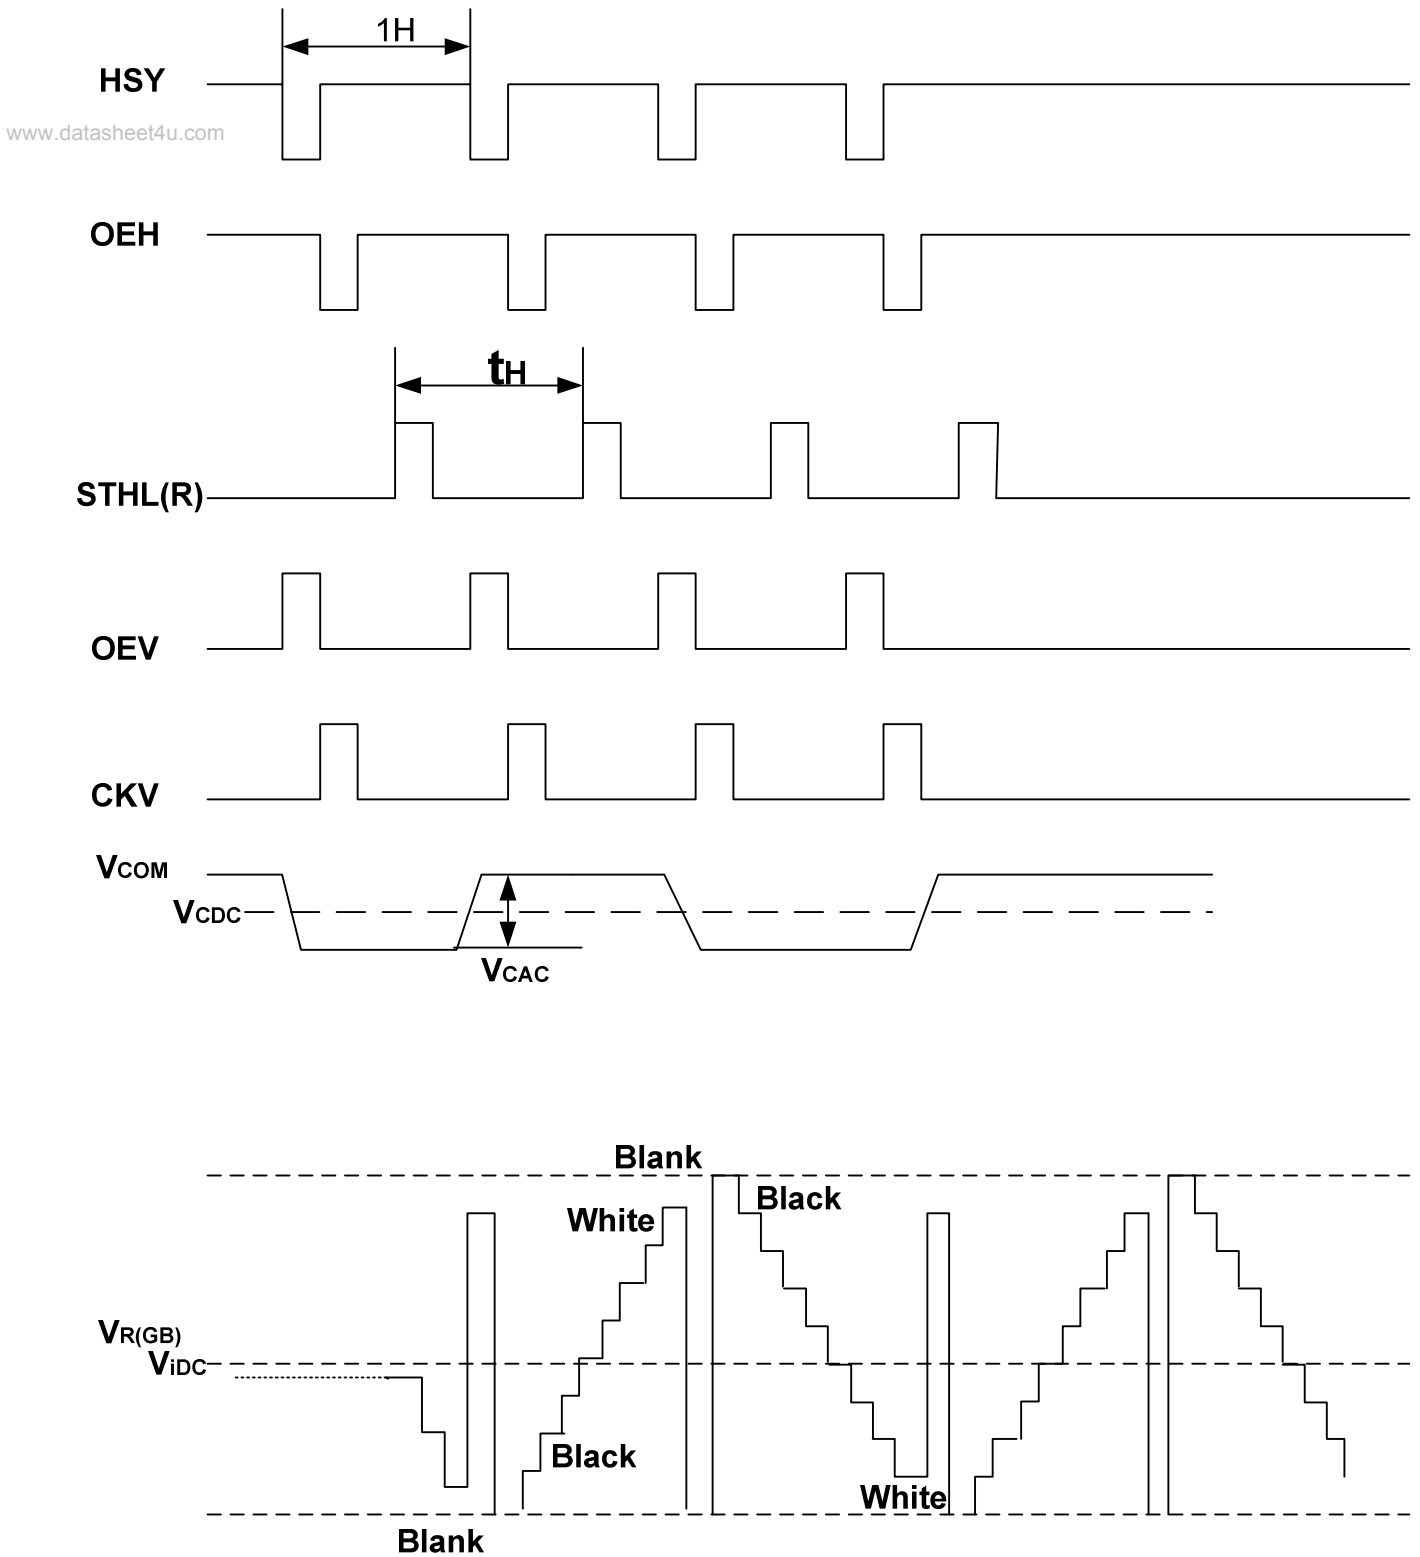 1H
HSY
www.datasheet4u.com
OEH
tH
STHL(R)
OEV
CKV
VCOM
VCDC
VCAC
Blank
Black
White
VR(GB)
ViDC
Black
White
Blank